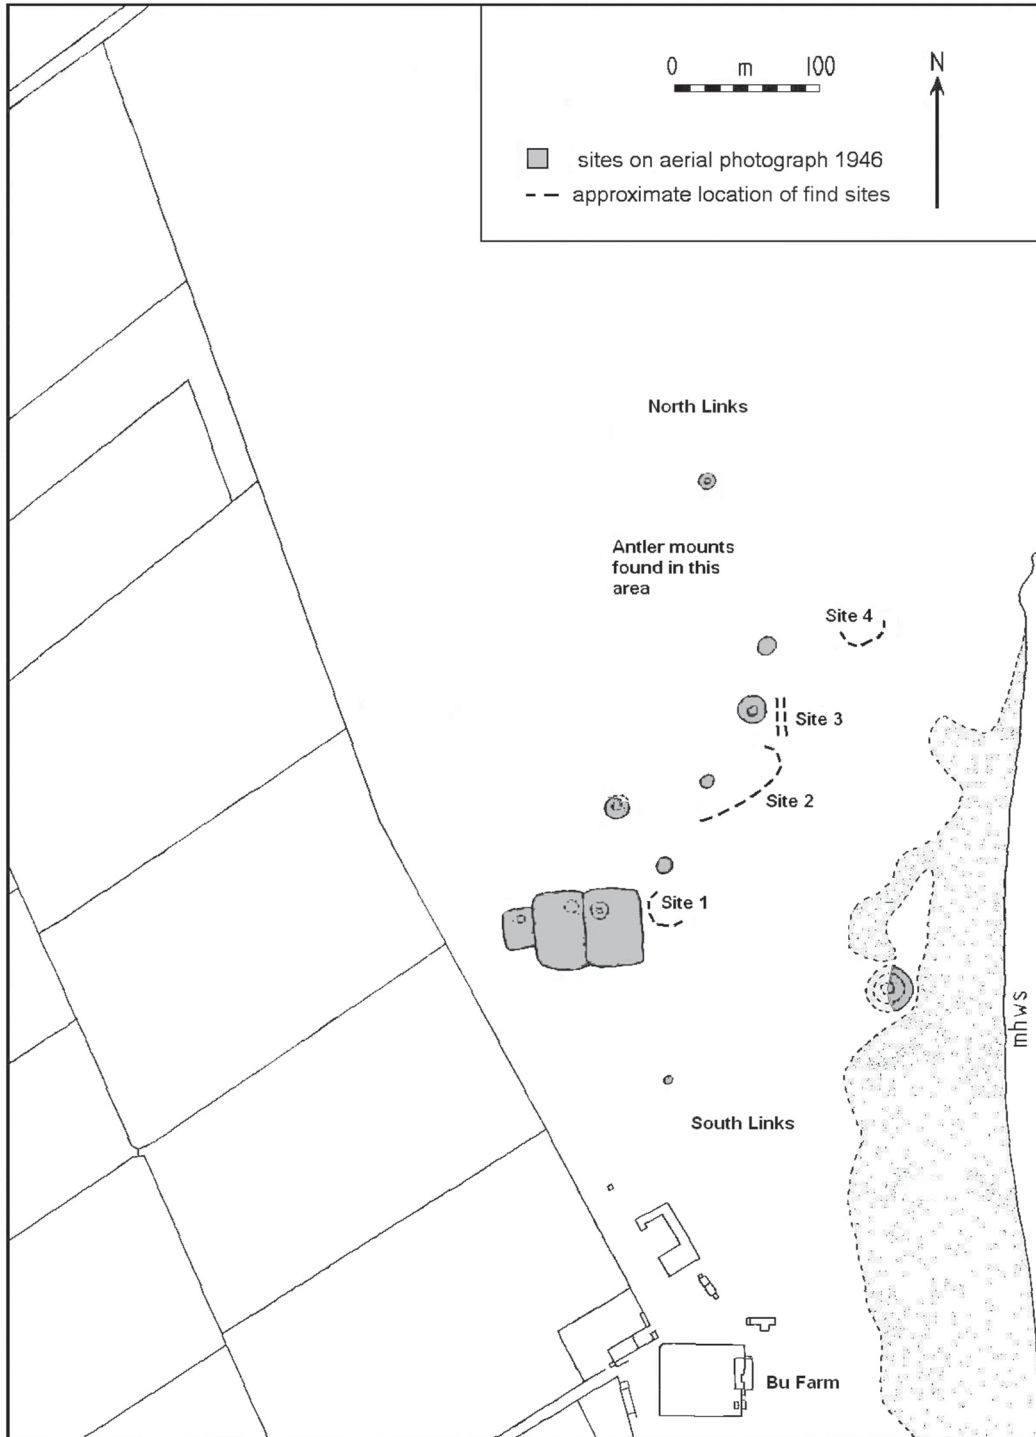 0 m 100
N
sites on aerial photograph 1946
approximate location of find sites
North Links
Antler mounts
found in this
area
Site 4
Site 3
Site 2
Site 1
mhws
South Links
Bu Farm